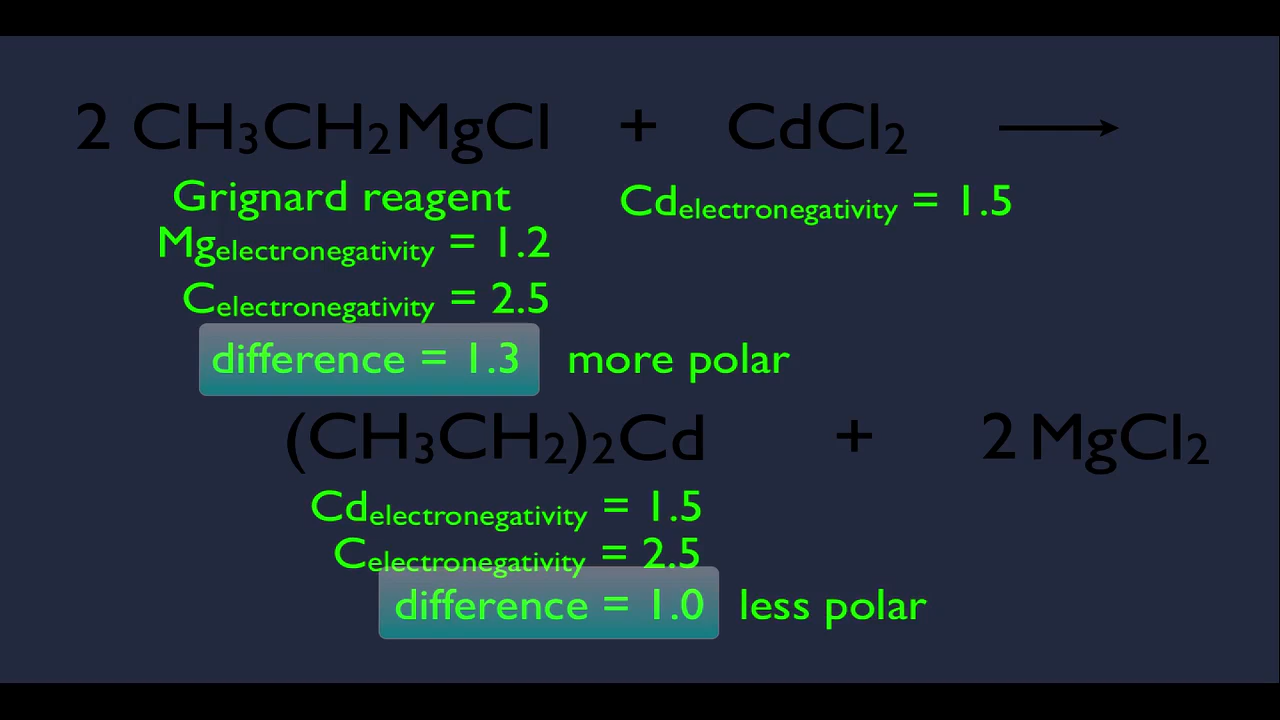 2 CH₃CH₂MgCl + CdCl₂ →
Grignard reagent
Cdelectronegativity = 1.5
Mgelectronegativity = 1.2
Celectronegativity = 2.5
difference = 1.3 more polar
(CH₃CH₂)₂Cd + 2 MgCl₂
Cdelectronegativity = 1.5
Celectronegativity = 2.5
difference = 1.0 less polar